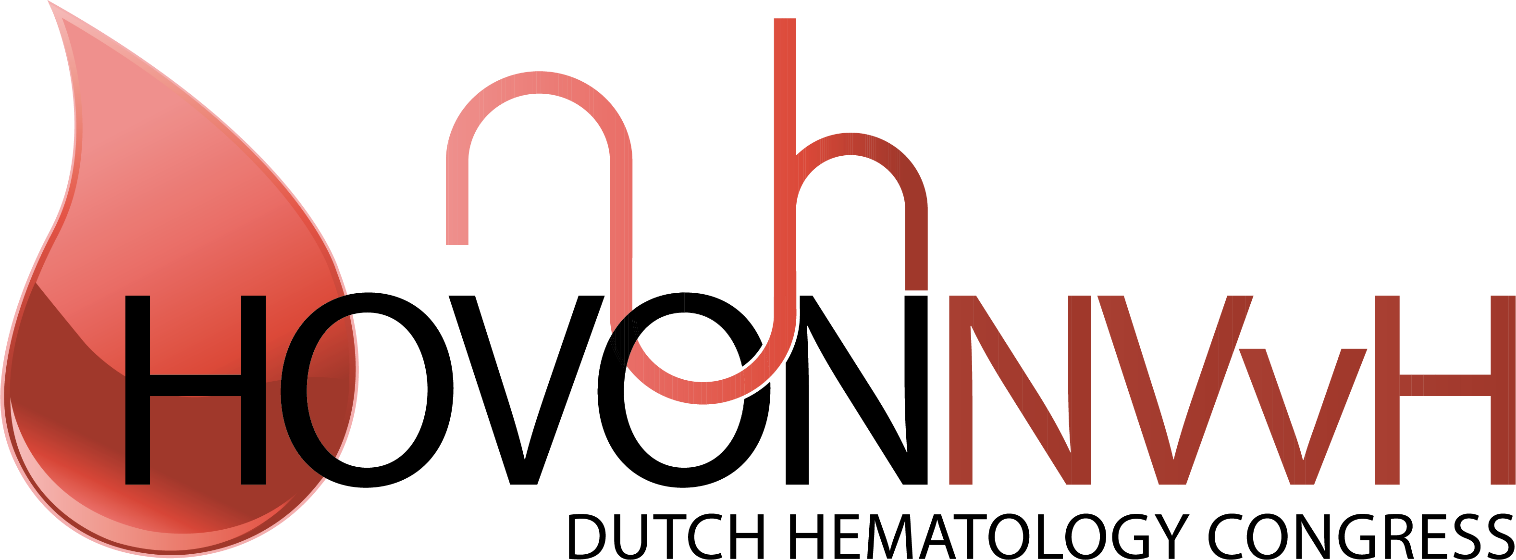 HOVONNVvH
DUTCH HEMATOLOGY CONGRESS